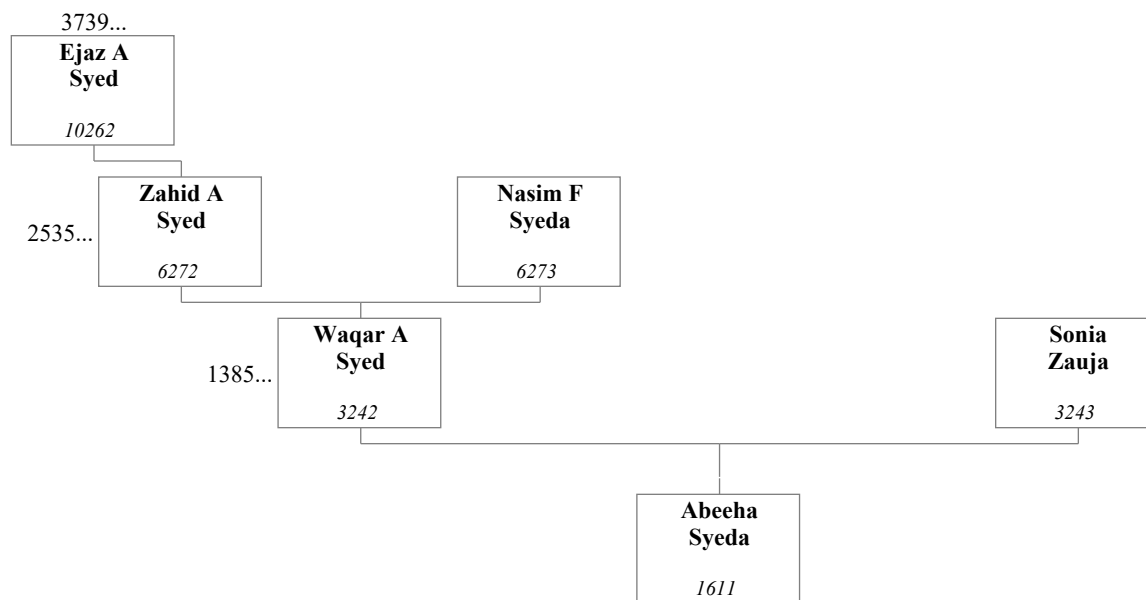 3739...
Ejaz A
Syed
10262
Zahid A
Syed
6272
2535...
Nasim F
Syeda
6273
Waqar A
Syed
3242
1385...
Sonia
Zauja
3243
Abeeha
Syeda
1611